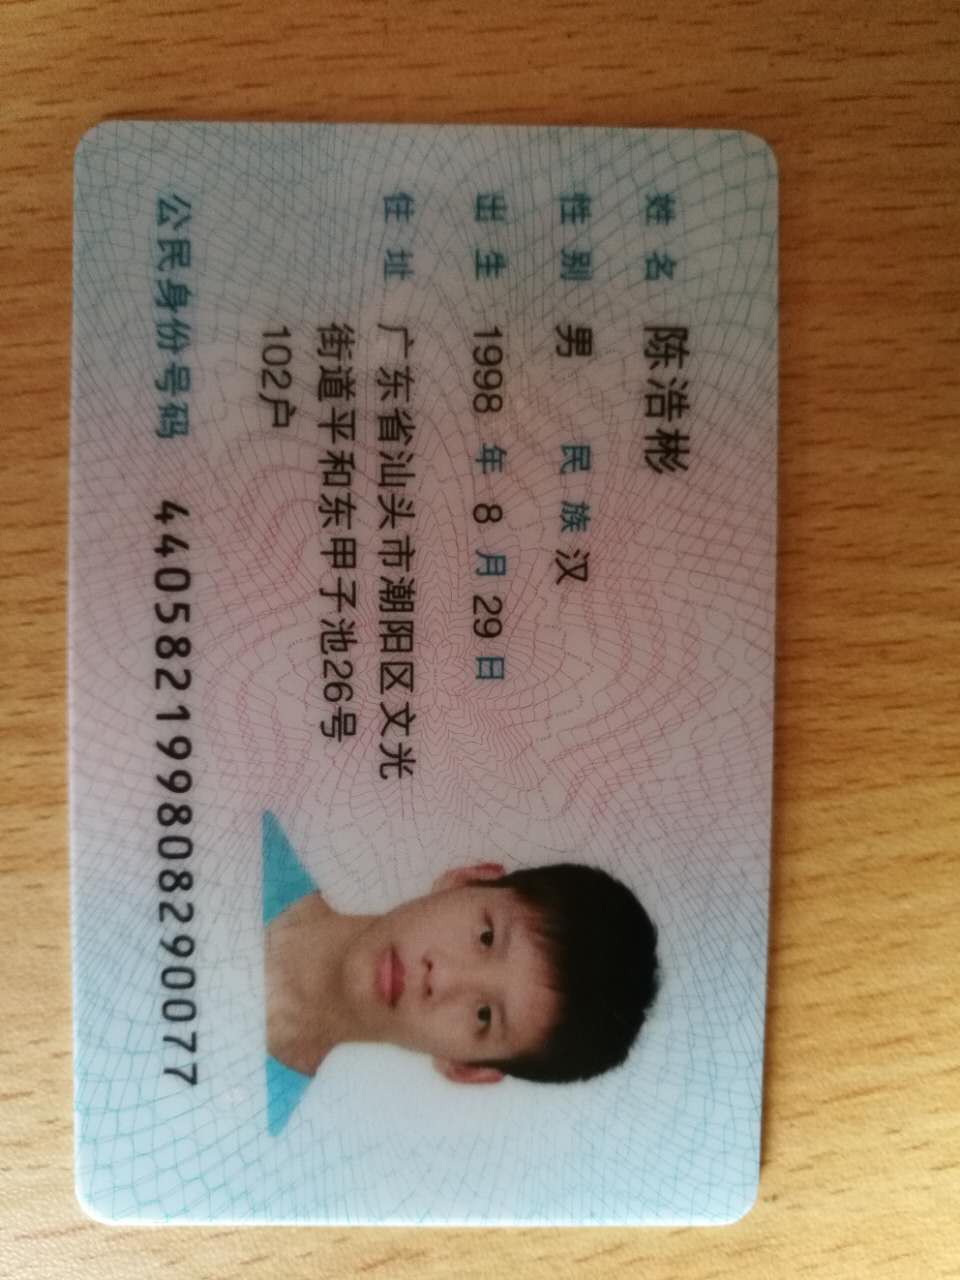 姓名 陈浩彬
性别 男 民族 汉
出生 1998 年 8 月 29 日
住址 广东省汕头市潮阳区文光
街道平和东甲子池26号
102户
公民身份号码 440582199808290077